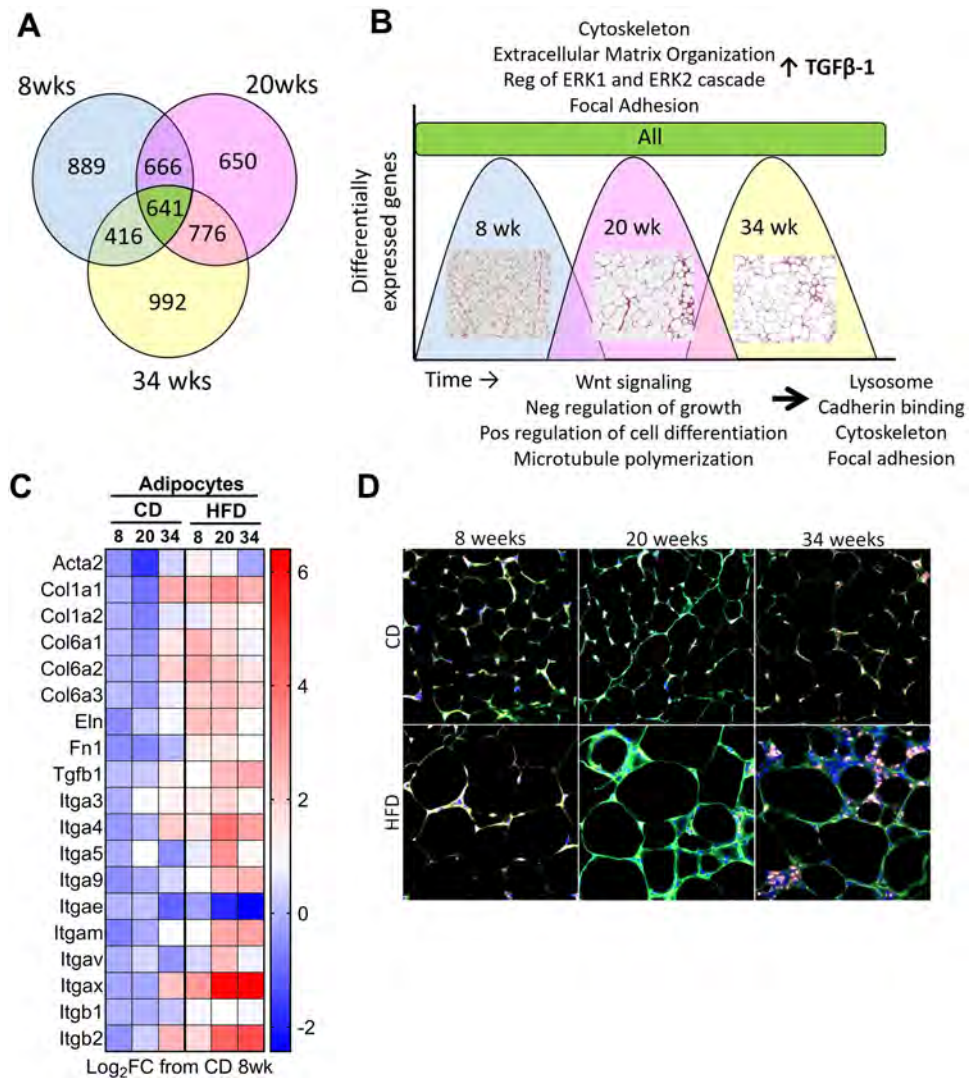 A
8wks
20wks
889
666
650
641
416
776
992
34 wks
B
Cytoskeleton
Extracellular Matrix Organization
Reg of ERK1 and ERK2 cascade
Focal Adhesion
↑ TGFβ-1
All
Differentially
expressed genes
8 wk
20 wk
34 wk
Time →
Wnt signaling
Neg regulation of growth
Pos regulation of cell differentiation
Microtubule polymerization
→
Lysosome
Cadherin binding
Cytoskeleton
Focal adhesion
C
Adipocytes
CD HFD
8 20 34 8 20 34
Acta2
Col1a1
Col1a2
Col6a1
Col6a2
Col6a3
Eln
Fn1
Tgfb1
Itga3
Itga4
Itga5
Itga9
Itgae
Itgam
Itgav
Itgax
Itgb1
Itgb2
6
4
2
0
-2
Log₂FC from CD 8wk
D
8 weeks 20 weeks 34 weeks
CD
HFD